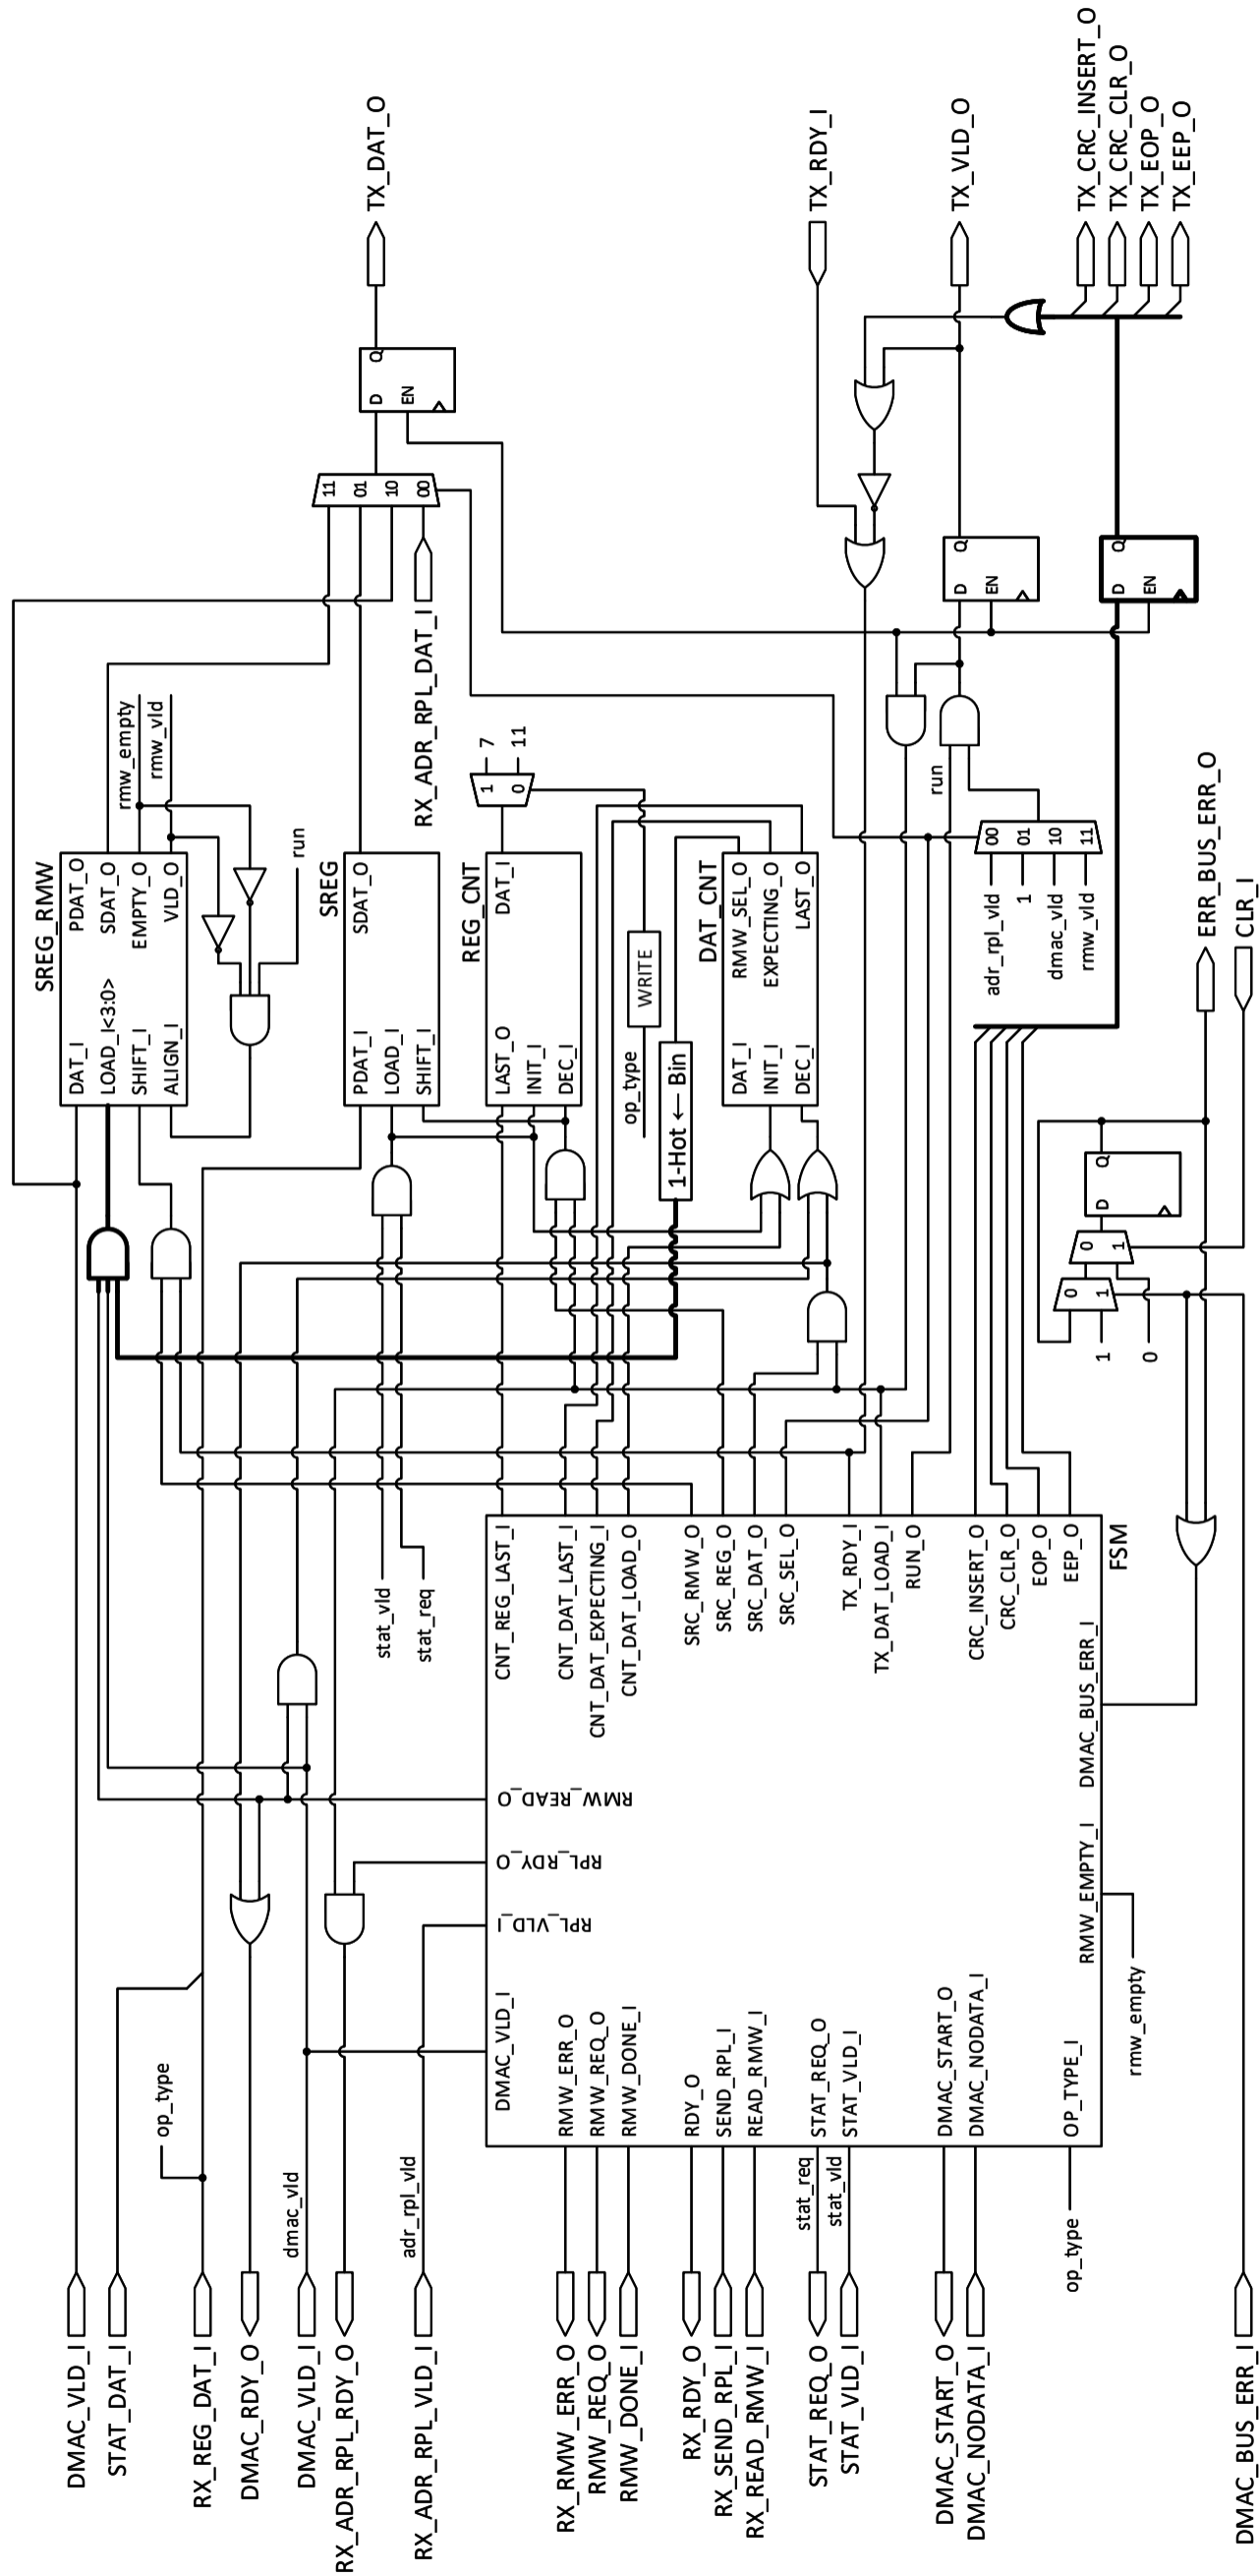 DMAC_VLD_I
STAT_DAT_I
RX_REG_DAT_I
DMAC_RDY_O
DMAC_VLD_I
RX_ADR_RPL_RDY_O
RX_ADR_RPL_VLD_I
RX_RMW_ERR_O
RMW_REQ_O
RMW_DONE_I
RX_RDY_O
RX_SEND_RPL_I
RX_READ_RMW_I
STAT_REQ_O
STAT_VLD_I
DMAC_START_O
DMAC_NODATA_I
DMAC_BUS_ERR_I
op_type
dmac_vld
adr_rpl_vld
stat_req
stat_vld
op_type
rmw_empty
DMAC_VLD_I
RPL_VLD_I
RPL_RDY_O
RMW_READ_O
RMW_ERR_O
RMW_REQ_O
RMW_DONE_I
RDY_O
SEND_RPL_I
READ_RMW_I
STAT_REQ_O
STAT_VLD_I
DMAC_START_O
DMAC_NODATA_I
OP_TYPE_I
RMW_EMPTY_I
DMAC_BUS_ERR_I
CNT_REG_LAST_I
CNT_DAT_LAST_I
CNT_DAT_EXPECTING_I
CNT_DAT_LOAD_O
SRC_RMW_O
SRC_REG_O
SRC_DAT_O
SRC_SEL_O
TX_RDY_I
TX_DAT_LOAD_I
RUN_O
CRC_INSERT_O
CRC_CLR_O
EOP_O
EEP_O
FSM
stat_vld
stat_req
SREG_RMW
DAT_I
LOAD_I<3:0>
SHIFT_I
ALIGN_I
PDAT_O
SDAT_O
EMPTY_O
VLD_O
rmw_empty
rmw_vld
run
SREG
PDAT_I
LOAD_I
SHIFT_I
SDAT_O
REG_CNT
LAST_O
INIT_I
DEC_I
DAT_I
1
0
7
11
op_type
WRITE
1-Hot ← Bin
DAT_CNT
DAT_I
INIT_I
DEC_I
RMW_SEL_O
EXPECTING_O
LAST_O
RX_ADR_RPL_DAT_I
11
01
10
00
D
EN
Q
TX_DAT_O
TX_RDY_I
run
adr_rpl_vld
1
dmac_vld
rmw_vld
00
01
10
11
D
EN
Q
TX_VLD_O
D
EN
Q
TX_CRC_INSERT_O
TX_CRC_CLR_O
TX_EOP_O
TX_EEP_O
1
0
0
1
0
1
D
Q
ERR_BUS_ERR_O
CLR_I